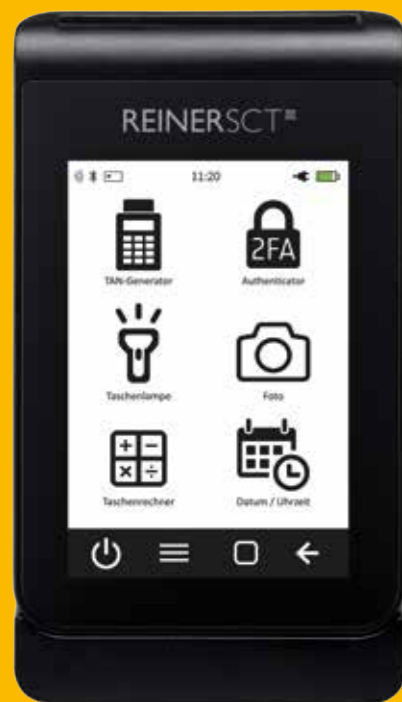 REINERSCT
11:20
TAN-Generator
2FA
Authenticator
Taschenlampe
Foto
Taschenrechner
Datum / Uhrzeit